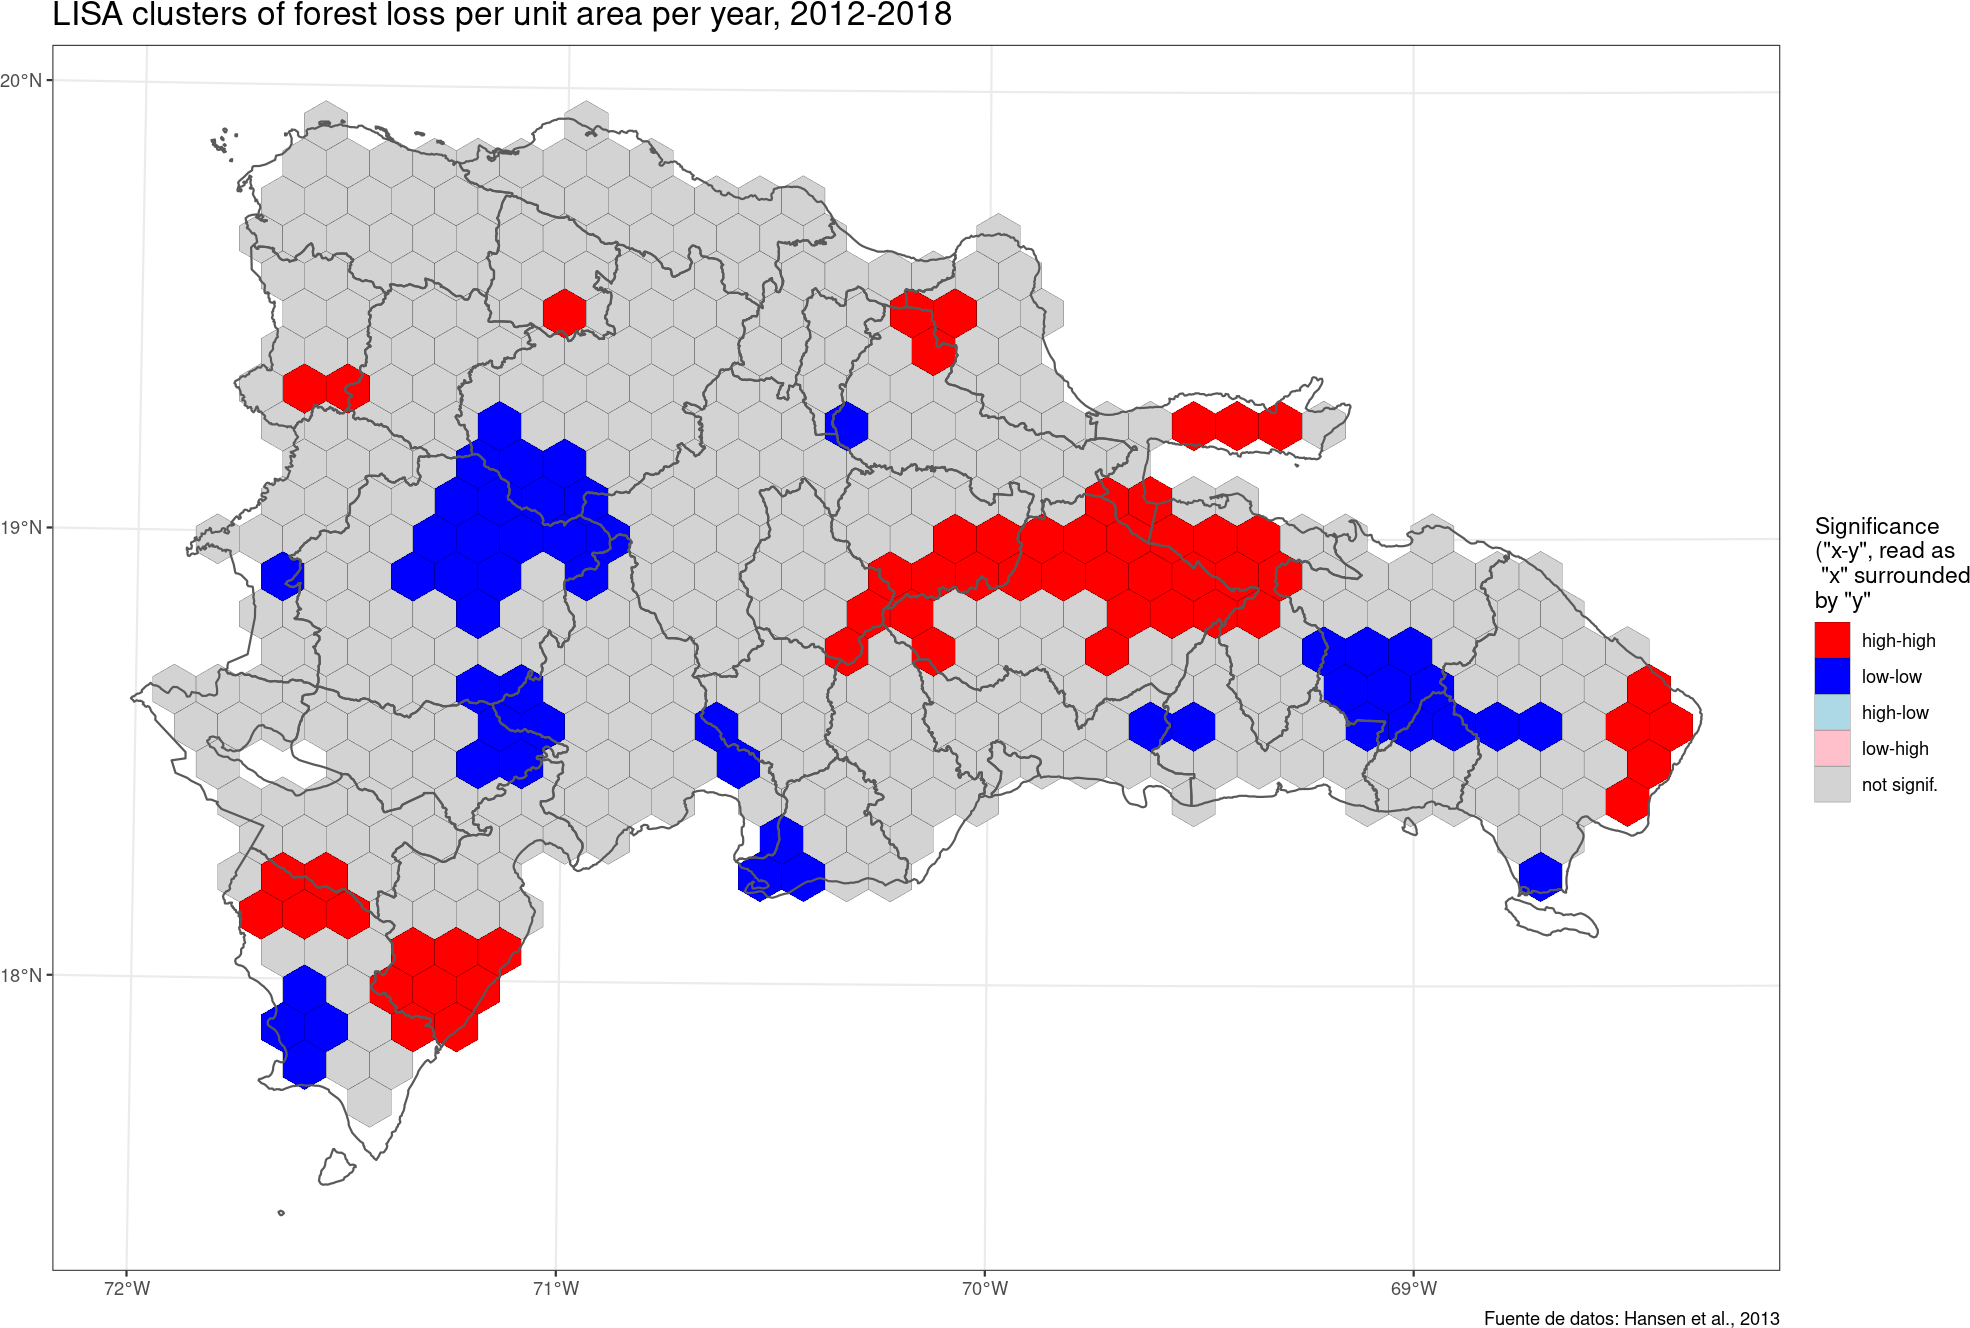 LISA clusters of forest loss per unit area per year, 2012-2018
20°N
19°N
18°N
72°W
71°W
70°W
69°W
Significance
("x-y", read as
"x" surrounded
by "y"
high-high
low-low
high-low
low-high
not signif.
Fuente de datos: Hansen et al., 2013